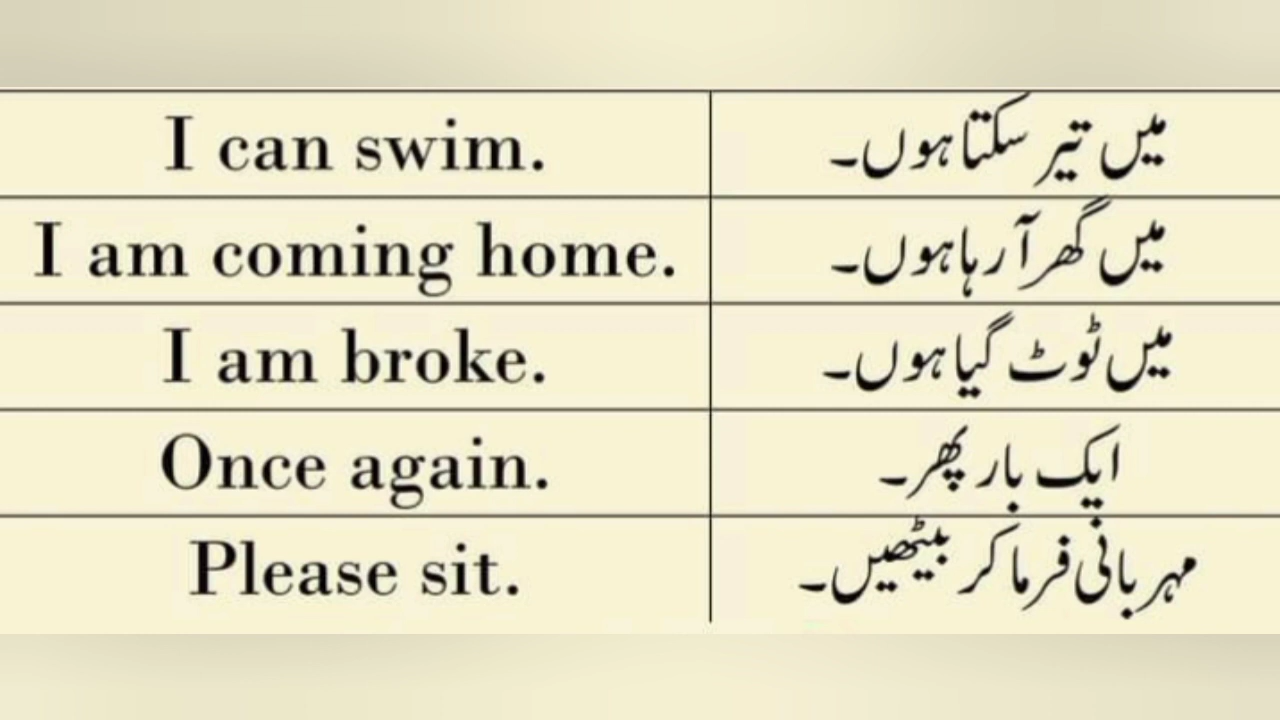 I can swim. میں تیر سکتا ہوں۔
I am coming home. میں گھر آ رہا ہوں۔
I am broke. میں ٹوٹ گیا ہوں۔
Once again. ایک بار پھر۔
Please sit. مہربانی فرما کر بیٹھیں۔